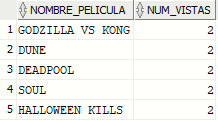 NOMBRE_PELICULA NUM_VISTAS
1 GODZILLA VS KONG 2
2 DUNE 2
3 DEADPOOL 2
4 SOUL 2
5 HALLOWEEN KILLS 2